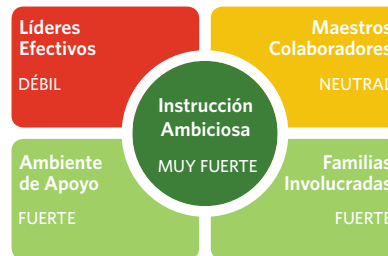 Líderes
Efectivos
DÉBIL
Maestros
Colaboradores
NEUTRAL
Instrucción
Ambiciosa
MUY FUERTE
Ambiente
de Apoyo
FUERTE
Familias
Involucradas
FUERTE